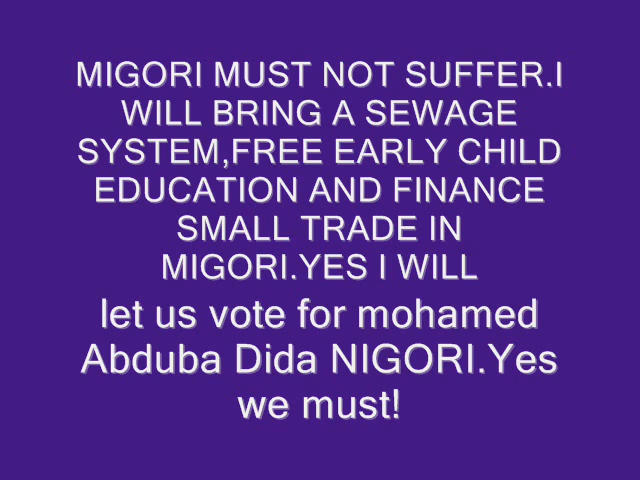 MIGORI MUST NOT SUFFER.I
WILL BRING A SEWAGE
SYSTEM,FREE EARLY CHILD
EDUCATION AND FINANCE
SMALL TRADE IN
MIGORI.YES I WILL
let us vote for mohamed
Abduba Dida NIGORI.Yes
we must!